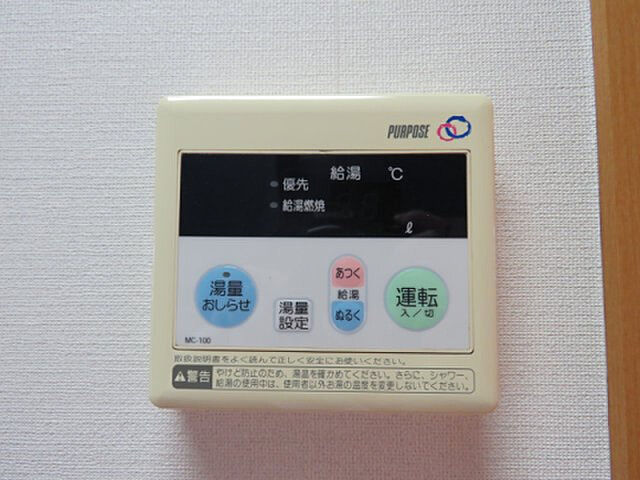 PURPOSE
給湯 ℃
優先
給湯燃焼
ℓ
湯量
おしらせ
湯量
設定
あつく
給湯
ぬるく
運転
入／切
MC-100
取扱説明書をよく読んで正しく安全にお使いください。
警告
やけど防止のため、湯温を確かめてください。さらに、シャワー、
給湯の使用中は、使用者以外お湯の温度を変更しないでください。